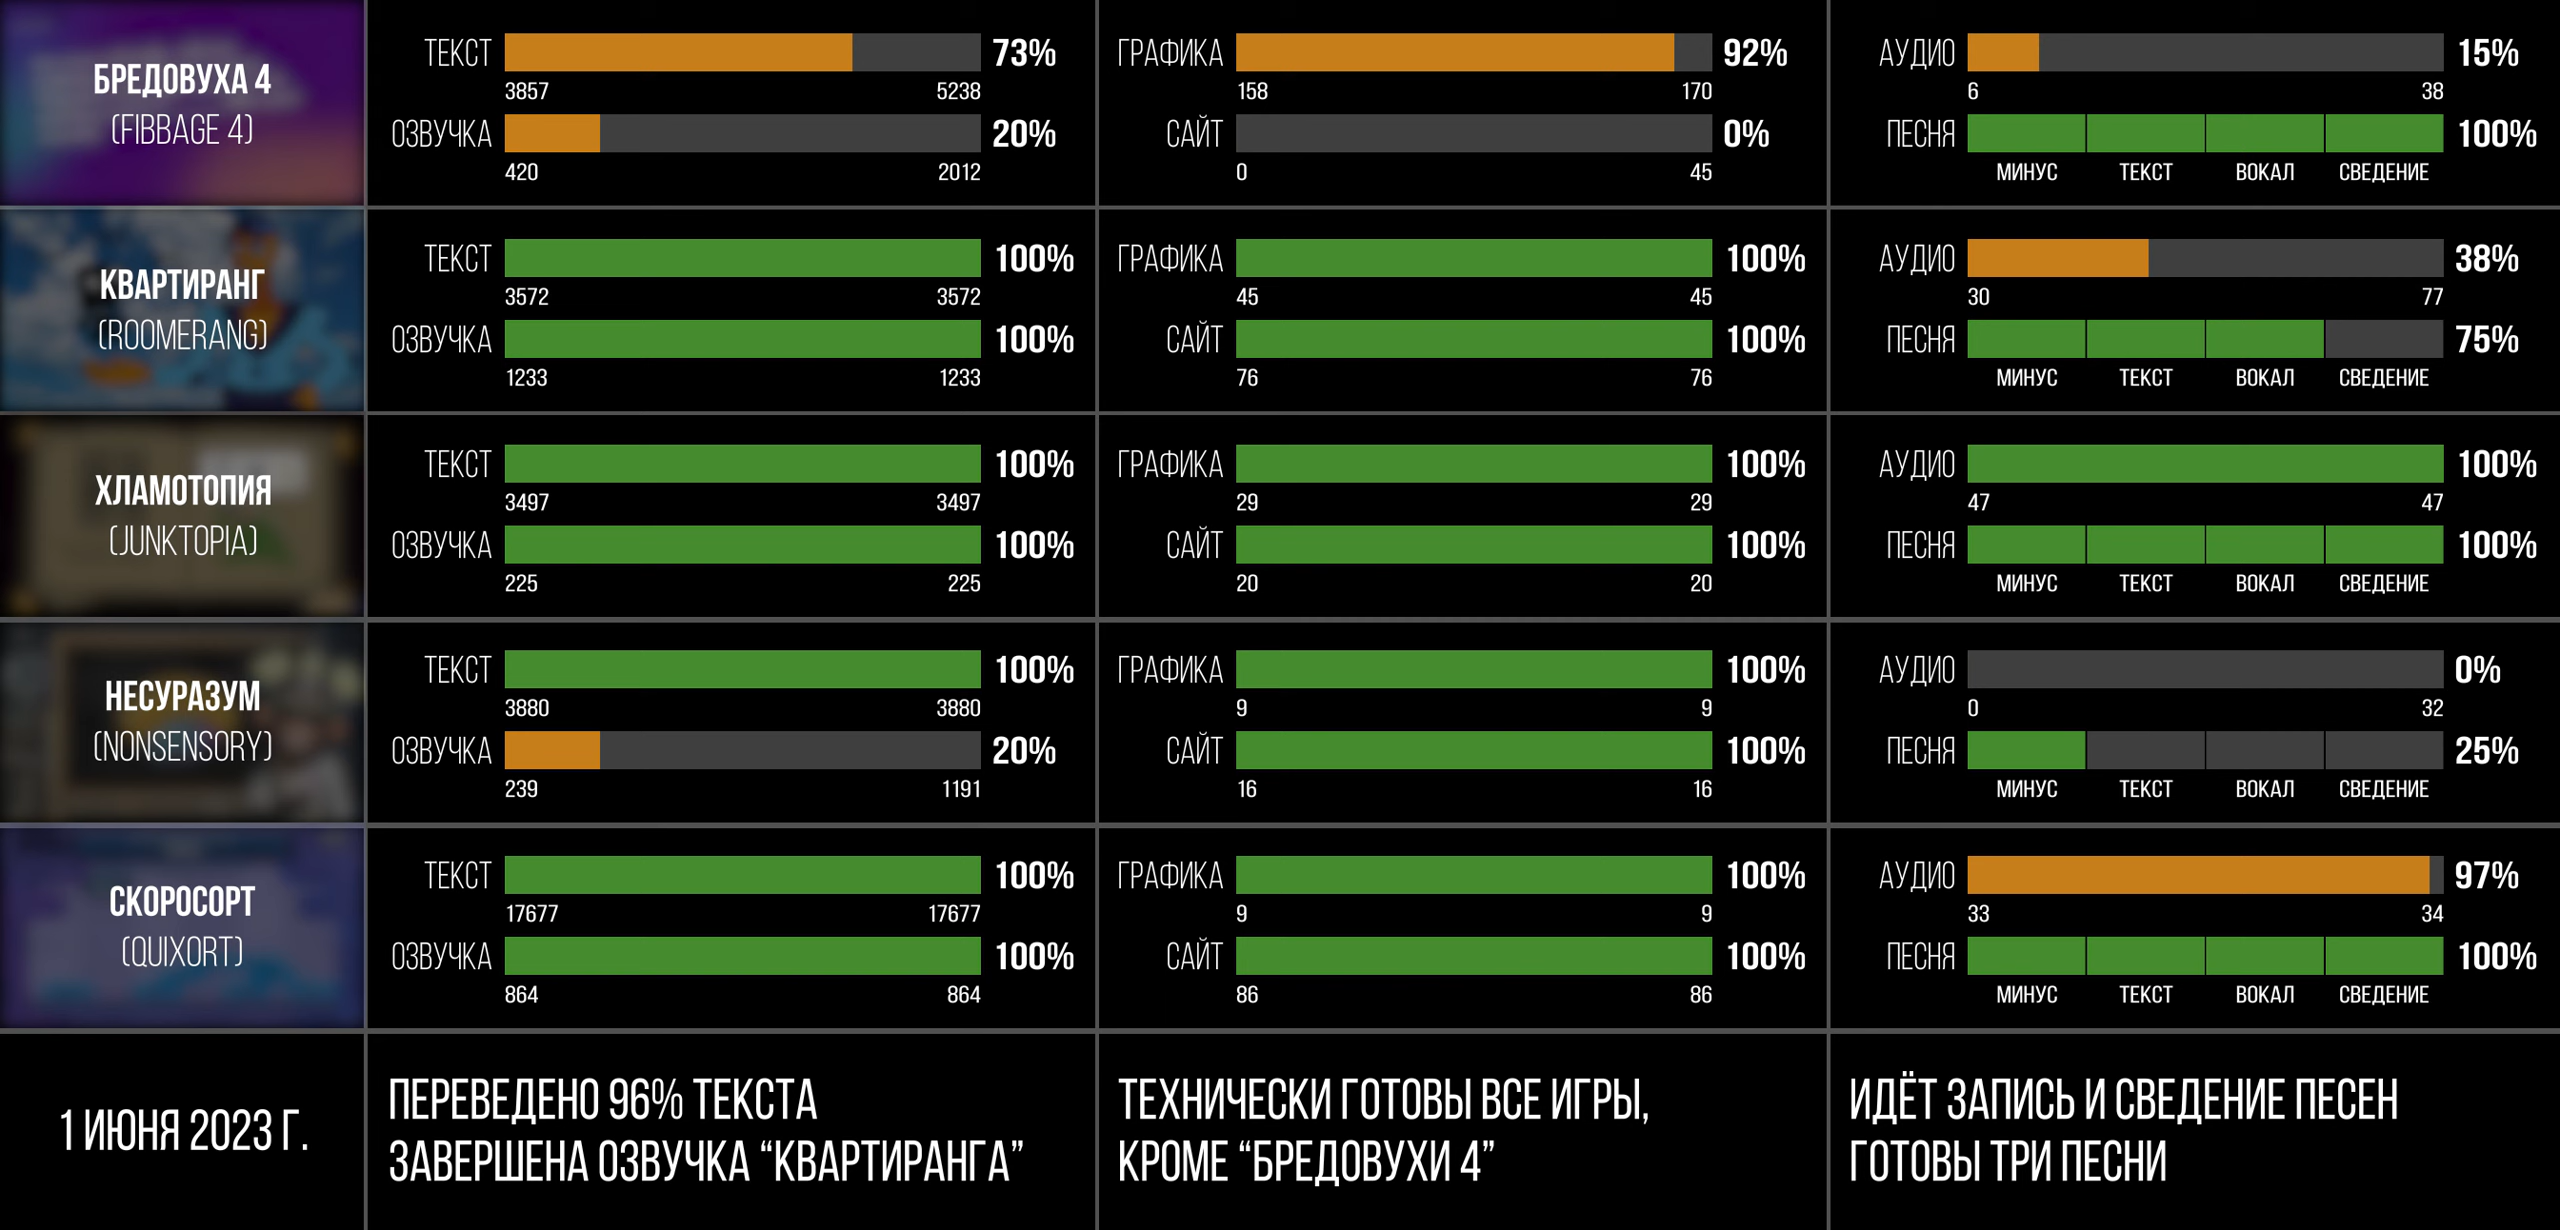 БРЕДОВУХА 4
(FIBBAGE 4)
ТЕКСТ 73%
3857 5238
ОЗВУЧКА 20%
420 2012
ГРАФИКА 92%
158 170
САЙТ 0%
0 45
АУДИО 15%
6 38
ПЕСНЯ 100%
МИНУС ТЕКСТ ВОКАЛ СВЕДЕНИЕ
КВАРТИРАНГ
(ROOMERANG)
ТЕКСТ 100%
3572 3572
ОЗВУЧКА 100%
1233 1233
ГРАФИКА 100%
45 45
САЙТ 100%
76 76
АУДИО 38%
30 77
ПЕСНЯ 75%
МИНУС ТЕКСТ ВОКАЛ СВЕДЕНИЕ
ХЛАМОТОПИЯ
(JUNKTOPIA)
ТЕКСТ 100%
3497 3497
ОЗВУЧКА 100%
225 225
ГРАФИКА 100%
29 29
САЙТ 100%
20 20
АУДИО 100%
47 47
ПЕСНЯ 100%
МИНУС ТЕКСТ ВОКАЛ СВЕДЕНИЕ
НЕСУРАЗУМ
(NONSENSORY)
ТЕКСТ 100%
3880 3880
ОЗВУЧКА 20%
239 1191
ГРАФИКА 100%
9 9
САЙТ 100%
16 16
АУДИО 0%
0 32
ПЕСНЯ 25%
МИНУС ТЕКСТ ВОКАЛ СВЕДЕНИЕ
СКОРОСОРТ
(QUIXORT)
ТЕКСТ 100%
17677 17677
ОЗВУЧКА 100%
864 864
ГРАФИКА 100%
9 9
САЙТ 100%
86 86
АУДИО 97%
33 34
ПЕСНЯ 100%
МИНУС ТЕКСТ ВОКАЛ СВЕДЕНИЕ
1 ИЮНЯ 2023 Г.
ПЕРЕВЕДЕНО 96% ТЕКСТА
ЗАВЕРШЕНА ОЗВУЧКА “КВАРТИРАНГА”
ТЕХНИЧЕСКИ ГОТОВЫ ВСЕ ИГРЫ,
КРОМЕ “БРЕДОВУХИ 4”
ИДЁТ ЗАПИСЬ И СВЕДЕНИЕ ПЕСЕН
ГОТОВЫ ТРИ ПЕСНИ